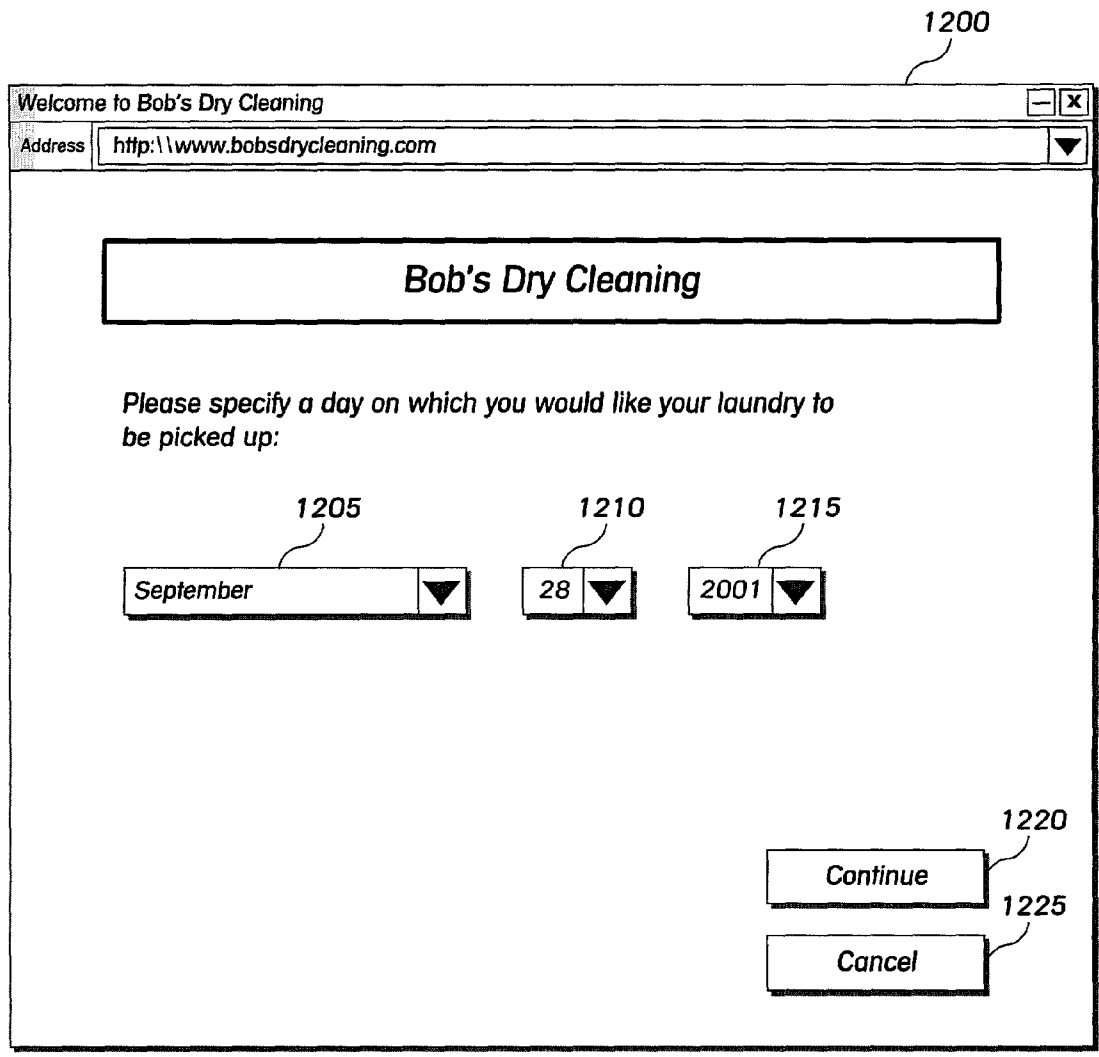 1200
Welcome to Bob's Dry Cleaning
— X
Address http:\\www.bobsdrycleaning.com
Bob's Dry Cleaning
Please specify a day on which you would like your laundry to
be picked up:
1205 1210 1215
September 28 2001
1220
Continue
1225
Cancel